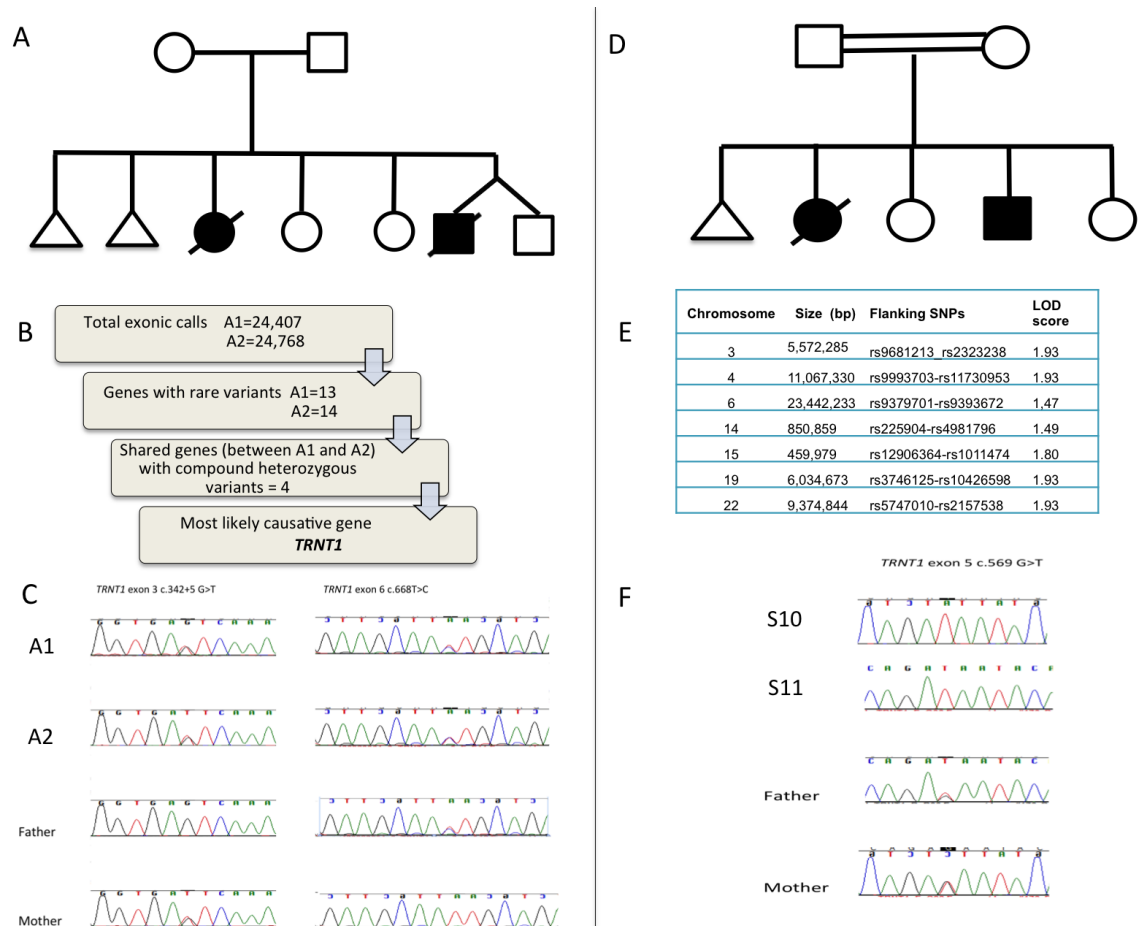 A
B
Total exonic calls A1=24,407
A2=24,768
Genes with rare variants A1=13
A2=14
Shared genes (between A1 and A2)
with compound heterozygous
variants = 4
Most likely causative gene
TRNT1
C
TRNT1 exon 3 c.342+5 G>T
TRNT1 exon 6 c.668T>C
A1
G G T G A G T C A A A
A2
G G T G A T T C A A A
Father
G G T G A G T C A A A
Mother
G G T G A T T C A A A
D
E
Chromosome Size (bp) Flanking SNPs LOD
score
3 5,572,285 rs9681213_rs2323238 1.93
4 11,067,330 rs9993703-rs11730953 1.93
6 23,442,233 rs9379701-rs9393672 1,47
14 850,859 rs225904-rs4981796 1.49
15 459,979 rs12906364-rs1011474 1.80
19 6,034,673 rs3746125-rs10426598 1.93
22 9,374,844 rs5747010-rs2157538 1.93
TRNT1 exon 5 c.569 G>T
F
S10
S11
C A G A T A A T A C
Father
C A G A T A A T A C
Mother